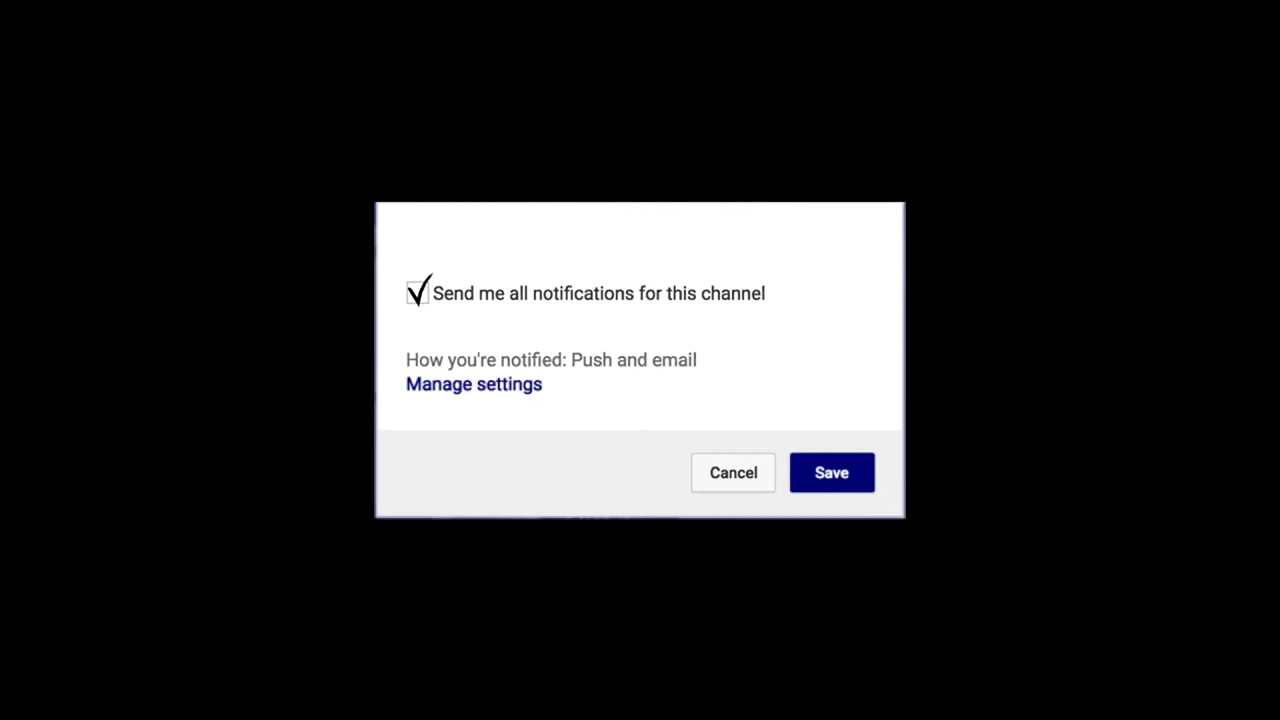 Send me all notifications for this channel
How you're notified: Push and email
Manage settings
Cancel Save